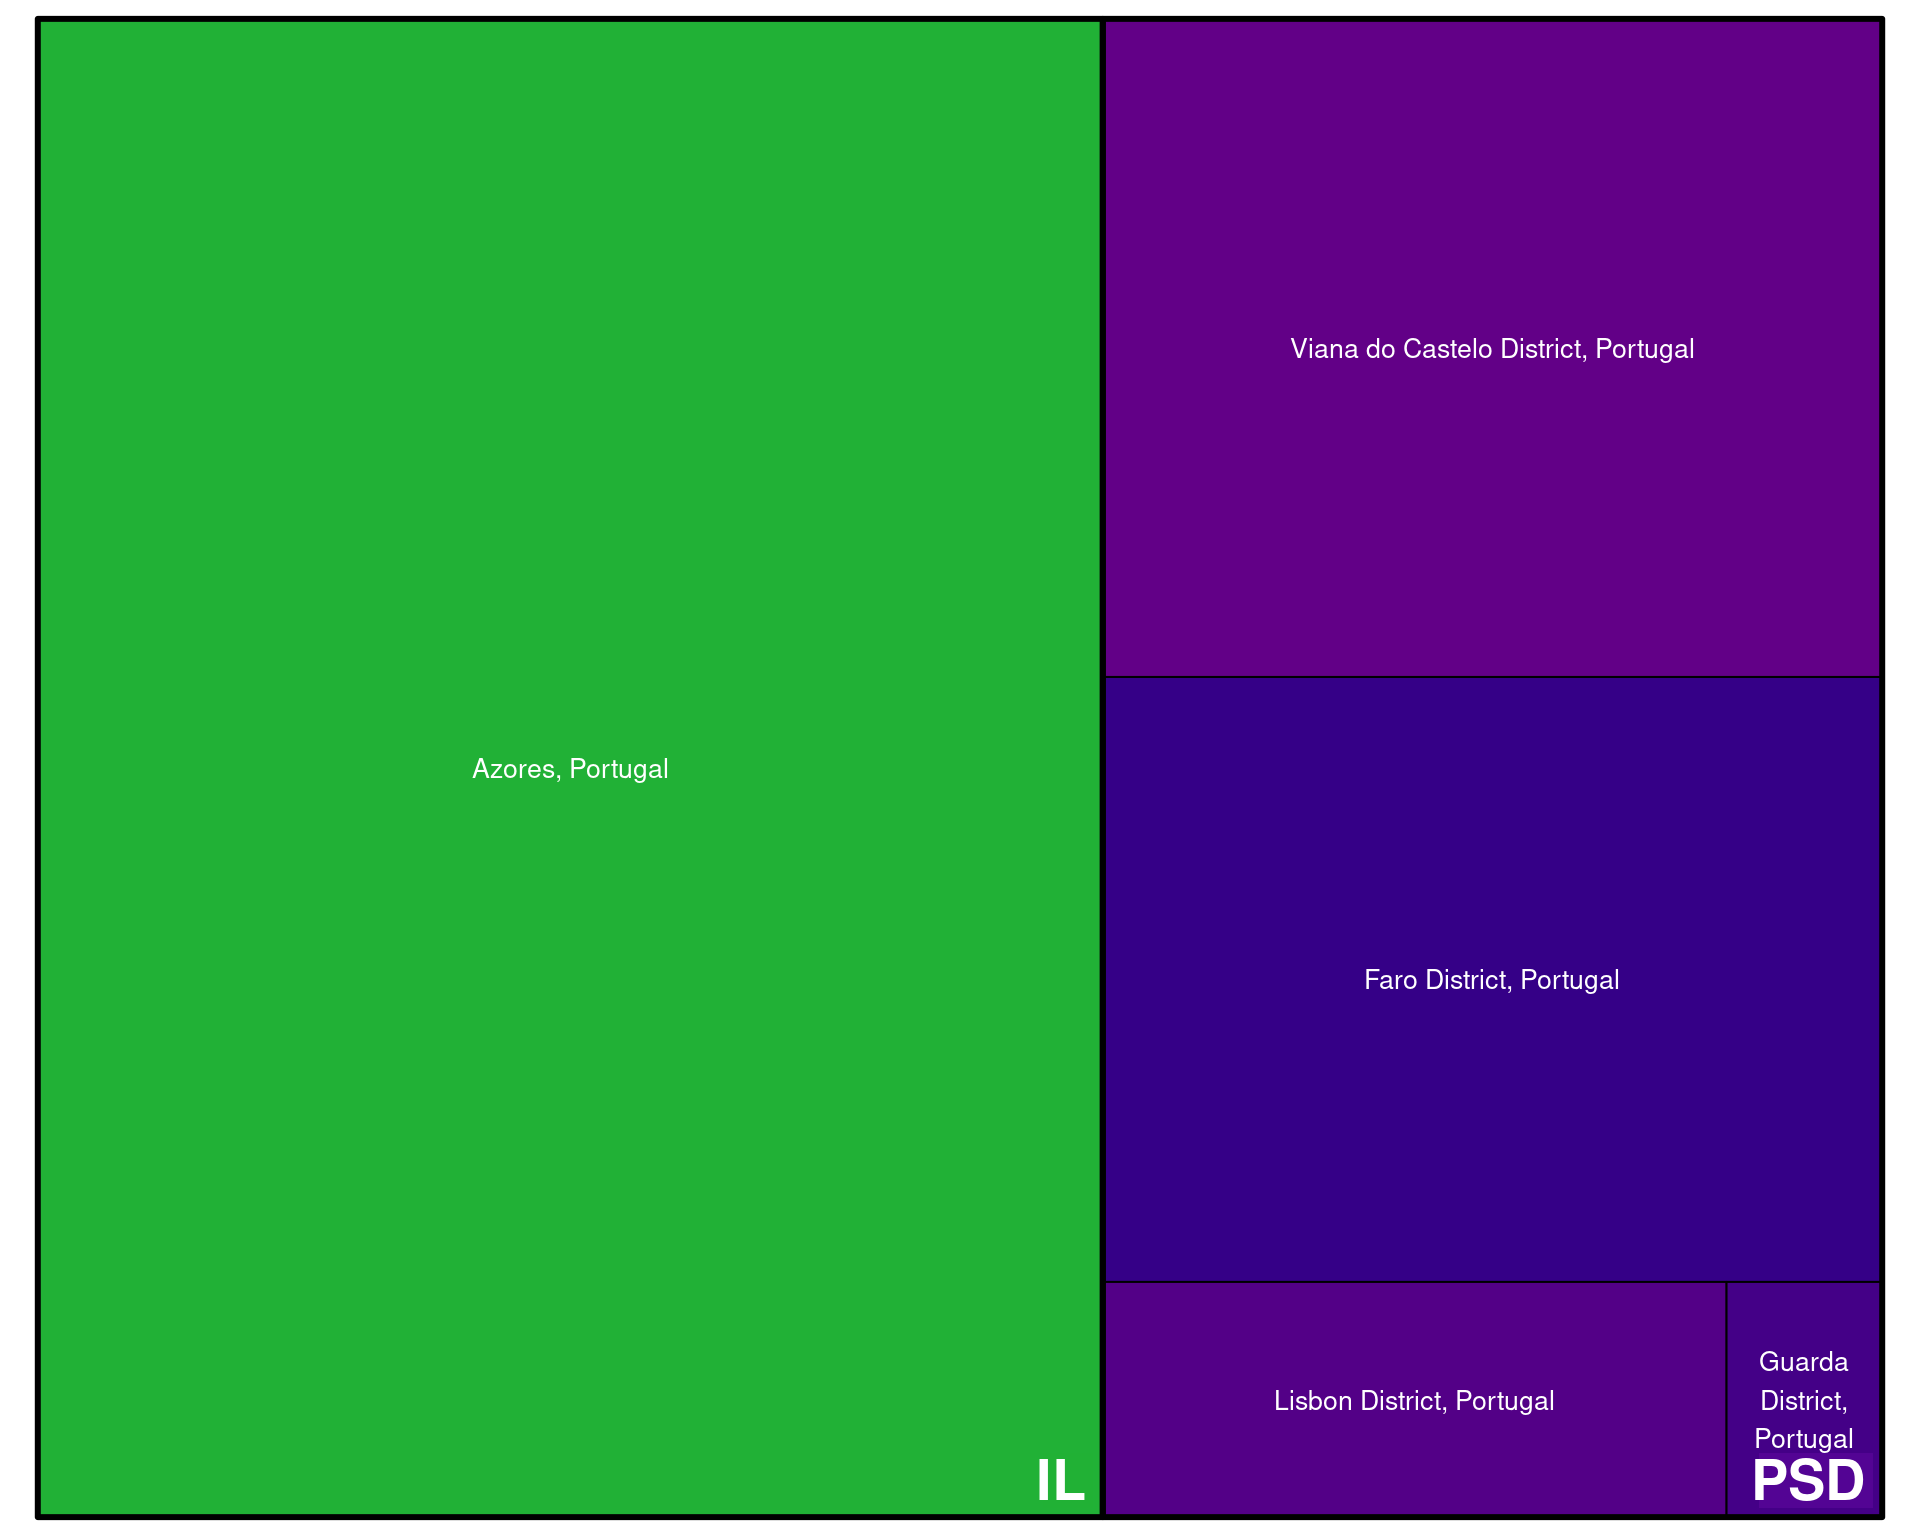 Viana do Castelo District, Portugal
Azores, Portugal
Faro District, Portugal
Lisbon District, Portugal
Guarda
District,
Portugal
IL
PSD